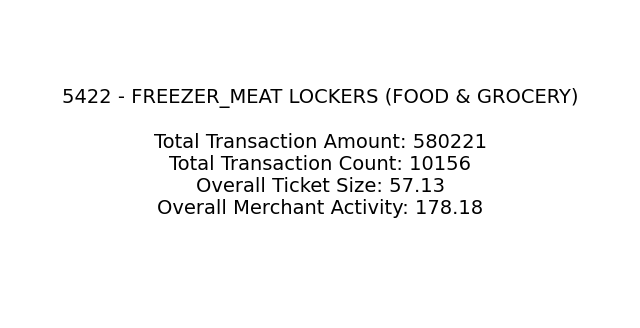 5422 - FREEZER_MEAT LOCKERS (FOOD & GROCERY)
Total Transaction Amount: 580221
Total Transaction Count: 10156
Overall Ticket Size: 57.13
Overall Merchant Activity: 178.18